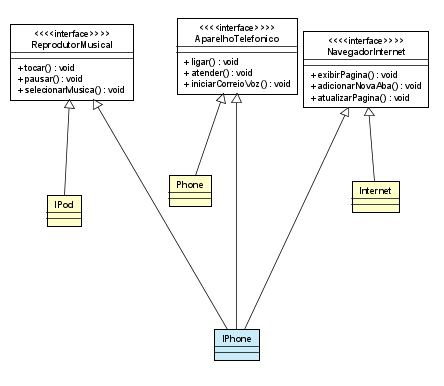 <<<<interface>>>>
ReprodutorMusical
+ tocar() : void
+ pausar() : void
+ selecionarMusica() : void
<<<<interface>>>>
AparelhoTelefonico
+ ligar() : void
+ atender() : void
+ iniciarCorreioVoz() : void
<<<<interface>>>>
NavegadorInternet
+ exibirPagina() : void
+ adicionarNovaAba() : void
+ atualizarPagina() : void
IPod
Phone
Internet
IPhone